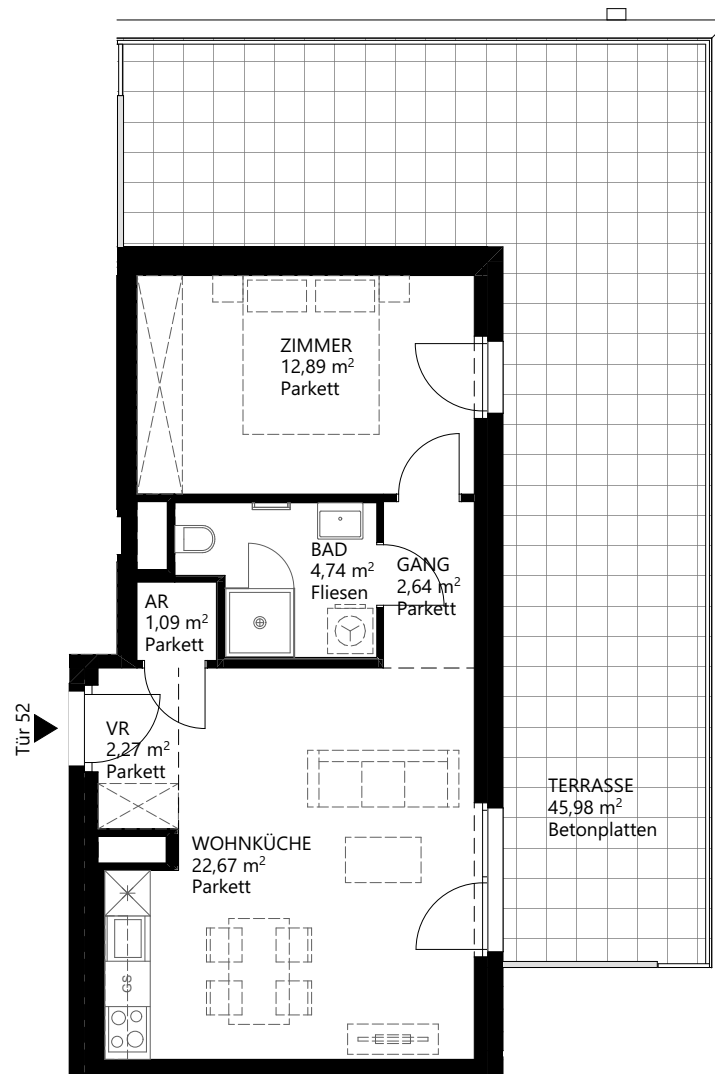 ZIMMER
12,89 m²
Parkett
BAD
4,74 m²
Fliesen
GANG
2,64 m²
Parkett
AR
1,09 m²
Parkett
Tür 52
VR
2,27 m²
Parkett
TERRASSE
45,98 m²
Betonplatten
WOHNKÜCHE
22,67 m²
Parkett
GS